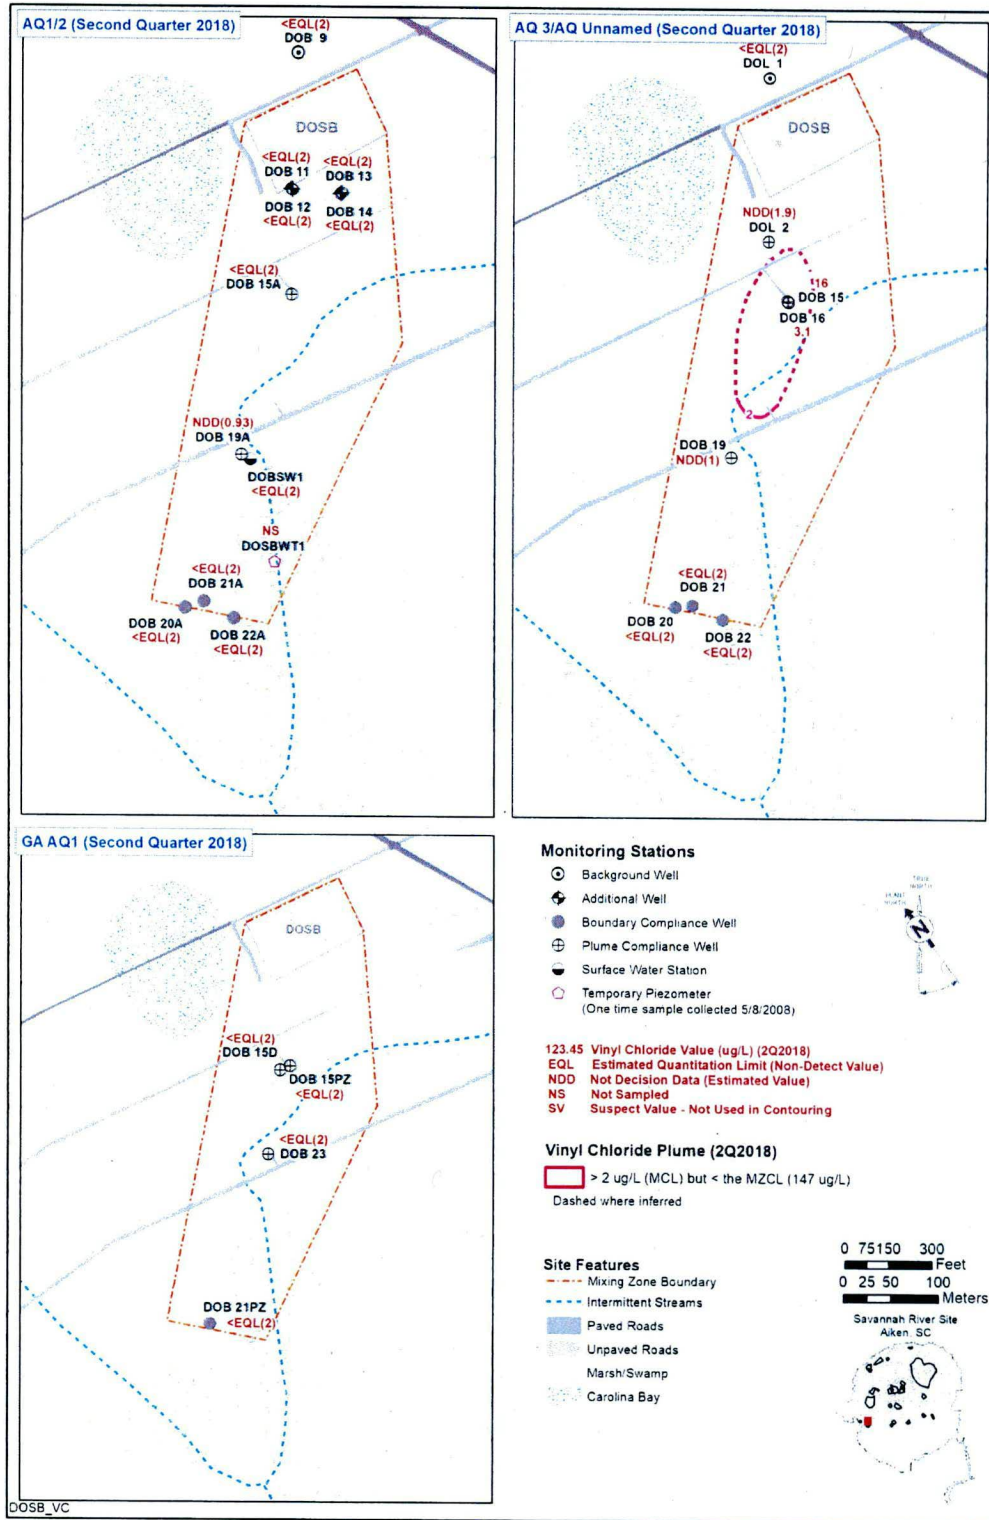 AQ1/2 (Second Quarter 2018)
<EQL(2)
DOB 9
DOSB
<EQL(2)
DOB 11
<EQL(2)
DOB 13
DOB 12
<EQL(2)
DOB 14
<EQL(2)
<EQL(2)
DOB 15A
NDD(0.93)
DOB 19A
DOBSW1
<EQL(2)
NS
DOSBWT1
<EQL(2)
DOB 21A
DOB 20A
<EQL(2)
DOB 22A
<EQL(2)
AQ 3/AQ Unnamed (Second Quarter 2018)
<EQL(2)
DOL 1
DOSB
NDD(1.9)
DOL 2
16
DOB 15
DOB 16
3.1
2
DOB 19
NDD(1)
<EQL(2)
DOB 21
DOB 20
<EQL(2)
DOB 22
<EQL(2)
GA AQ1 (Second Quarter 2018)
DOSB
<EQL(2)
DOB 15D
DOB 15PZ
<EQL(2)
<EQL(2)
DOB 23
DOB 21PZ
<EQL(2)
Monitoring Stations
Background Well
Additional Well
Boundary Compliance Well
Plume Compliance Well
Surface Water Station
Temporary Piezometer
(One time sample collected 5/8/2008)
TRUE
NORTH
PLANT
NORTH
N
123.45 Vinyl Chloride Value (ug/L) (2Q2018)
EQL Estimated Quantitation Limit (Non-Detect Value)
NDD Not Decision Data (Estimated Value)
NS Not Sampled
SV Suspect Value - Not Used in Contouring
Vinyl Chloride Plume (2Q2018)
> 2 ug/L (MCL) but < the MZCL (147 ug/L)
Dashed where inferred
Site Features
Mixing Zone Boundary
Intermittent Streams
Paved Roads
Unpaved Roads
Marsh/Swamp
Carolina Bay
0 75 150 300
Feet
0 25 50 100
Meters
Savannah River Site
Aiken, SC
DOSB_VC